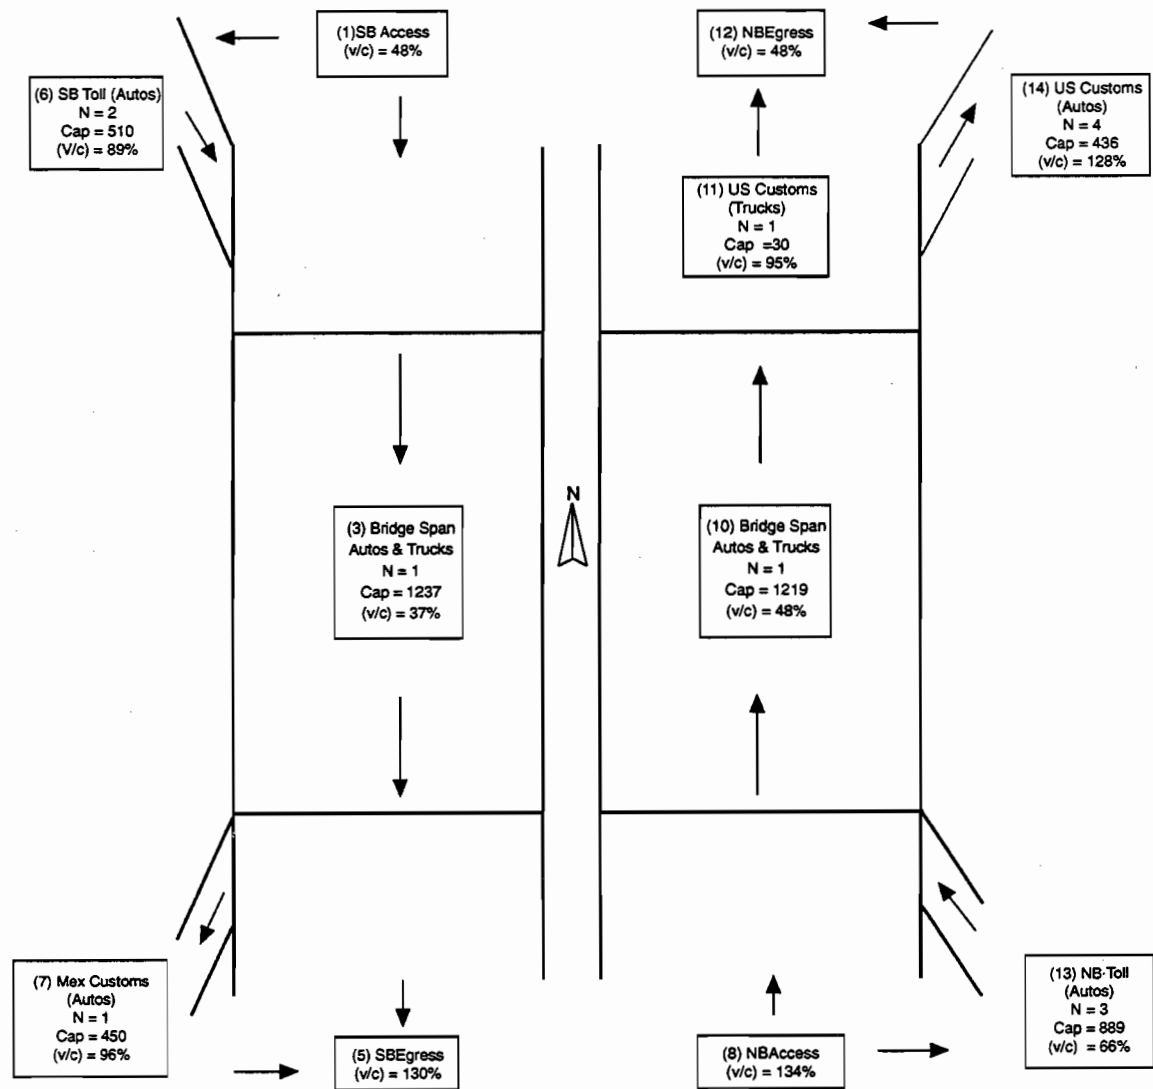 (1)SB Access
(v/c) = 48%
(12) NBEgress
(v/c) = 48%
(6) SB Toll (Autos)
N = 2
Cap = 510
(V/c) = 89%
(14) US Customs
(Autos)
N = 4
Cap = 436
(v/c) = 128%
(11) US Customs
(Trucks)
N = 1
Cap =30
(v/c) = 95%
N
(3) Bridge Span
Autos & Trucks
N = 1
Cap = 1237
(v/c) = 37%
(10) Bridge Span
Autos & Trucks
N = 1
Cap = 1219
(v/c) = 48%
(7) Mex Customs
(Autos)
N = 1
Cap = 450
(v/c) = 96%
(5) SBEgress
(v/c) = 130%
(8) NBAccess
(v/c) = 134%
(13) NB·Toll
(Autos)
N = 3
Cap = 889
(v/c) = 66%